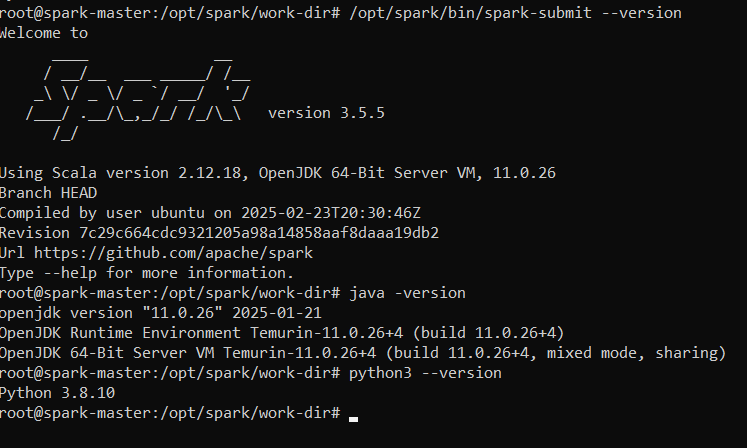 root@spark-master:/opt/spark/work-dir# /opt/spark/bin/spark-submit --version
Welcome to
      ____              __
     / __/__  ___ _____/ /__
    _\ \/ _ \/ _ `/ __/  '_/
   /___/ .__/\_,_/_/ /_/\_\   version 3.5.5
      /_/
Using Scala version 2.12.18, OpenJDK 64-Bit Server VM, 11.0.26
Branch HEAD
Compiled by user ubuntu on 2025-02-23T20:30:46Z
Revision 7c29c664cdc9321205a98a14858aaf8daaa19db2
Url https://github.com/apache/spark
Type --help for more information.
root@spark-master:/opt/spark/work-dir# java -version
openjdk version "11.0.26" 2025-01-21
OpenJDK Runtime Environment Temurin-11.0.26+4 (build 11.0.26+4)
OpenJDK 64-Bit Server VM Temurin-11.0.26+4 (build 11.0.26+4, mixed mode, sharing)
root@spark-master:/opt/spark/work-dir# python3 --version
Python 3.8.10
root@spark-master:/opt/spark/work-dir#